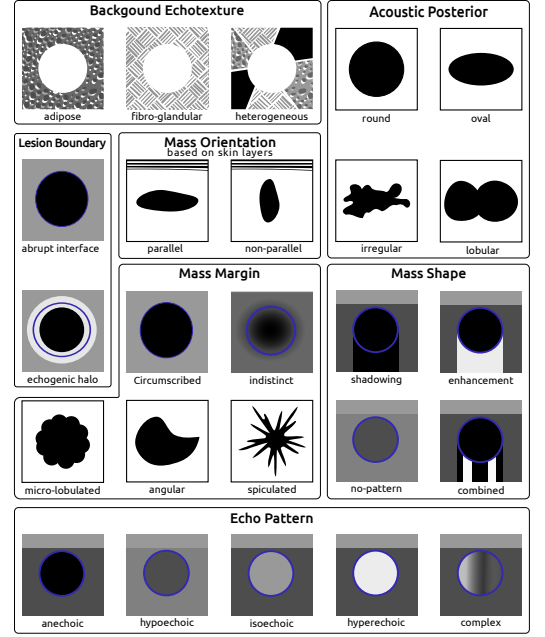 Backgound Echotexture
adipose
fibro-glandular
heterogeneous
Acoustic Posterior
round
oval
irregular
lobular
Lesion Boundary
abrupt interface
echogenic halo
Mass Orientation
based on skin layers
parallel
non-parallel
Mass Margin
Circumscribed
indistinct
micro-lobulated
angular
spiculated
Mass Shape
shadowing
enhancement
no-pattern
combined
Echo Pattern
anechoic
hypoechoic
isoechoic
hyperechoic
complex